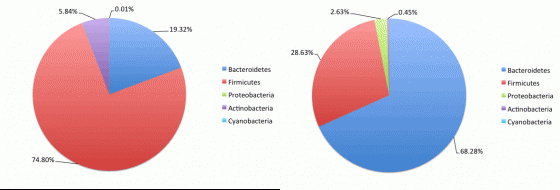 5.84%
0.01%
19.32%
74.80%
Bacteroidetes
Firmicutes
Proteobacteria
Actinobacteria
Cyanobacteria
2.63%
0.45%
28.63%
68.28%
Bacteroidetes
Firmicutes
Proteobacteria
Actinobacteria
Cyanobacteria